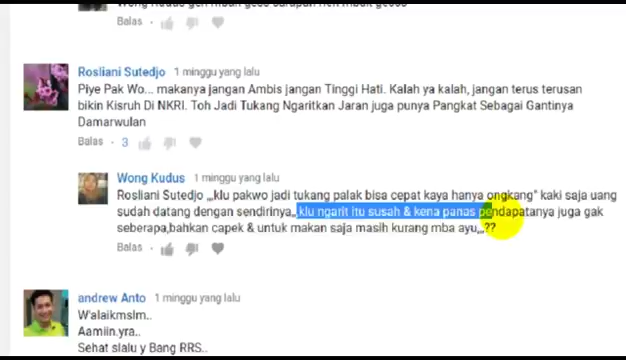 Wong Kudus
Balas
Rosliani Sutedjo 1 minggu yang lalu
Piye Pak Wo... makanya jangan Ambis jangan Tinggi Hati. Kalah ya kalah, jangan terus terusan
bikin Kisruh Di NKRI. Toh Jadi Tukang Ngaritkan Jaran juga punya Pangkat Sebagai Gantinya
Damarwulan
Balas 3
Wong Kudus 1 minggu yang lalu
Rosliani Sutedjo ,,,klu pakwo jadi tukang palak bisa cepat kaya hanya ongkang" kaki saja uang
sudah datang dengan sendirinya,,,klu ngarit itu susah & kena panas pendapatanya juga gak
seberapa,bahkan capek & untuk makan saja masih kurang mba ayu,,,??
Balas
andrew Anto 1 minggu yang lalu
W'alaikmslm..
Aamiin.yra..
Sehat slalu y Bang RRS..